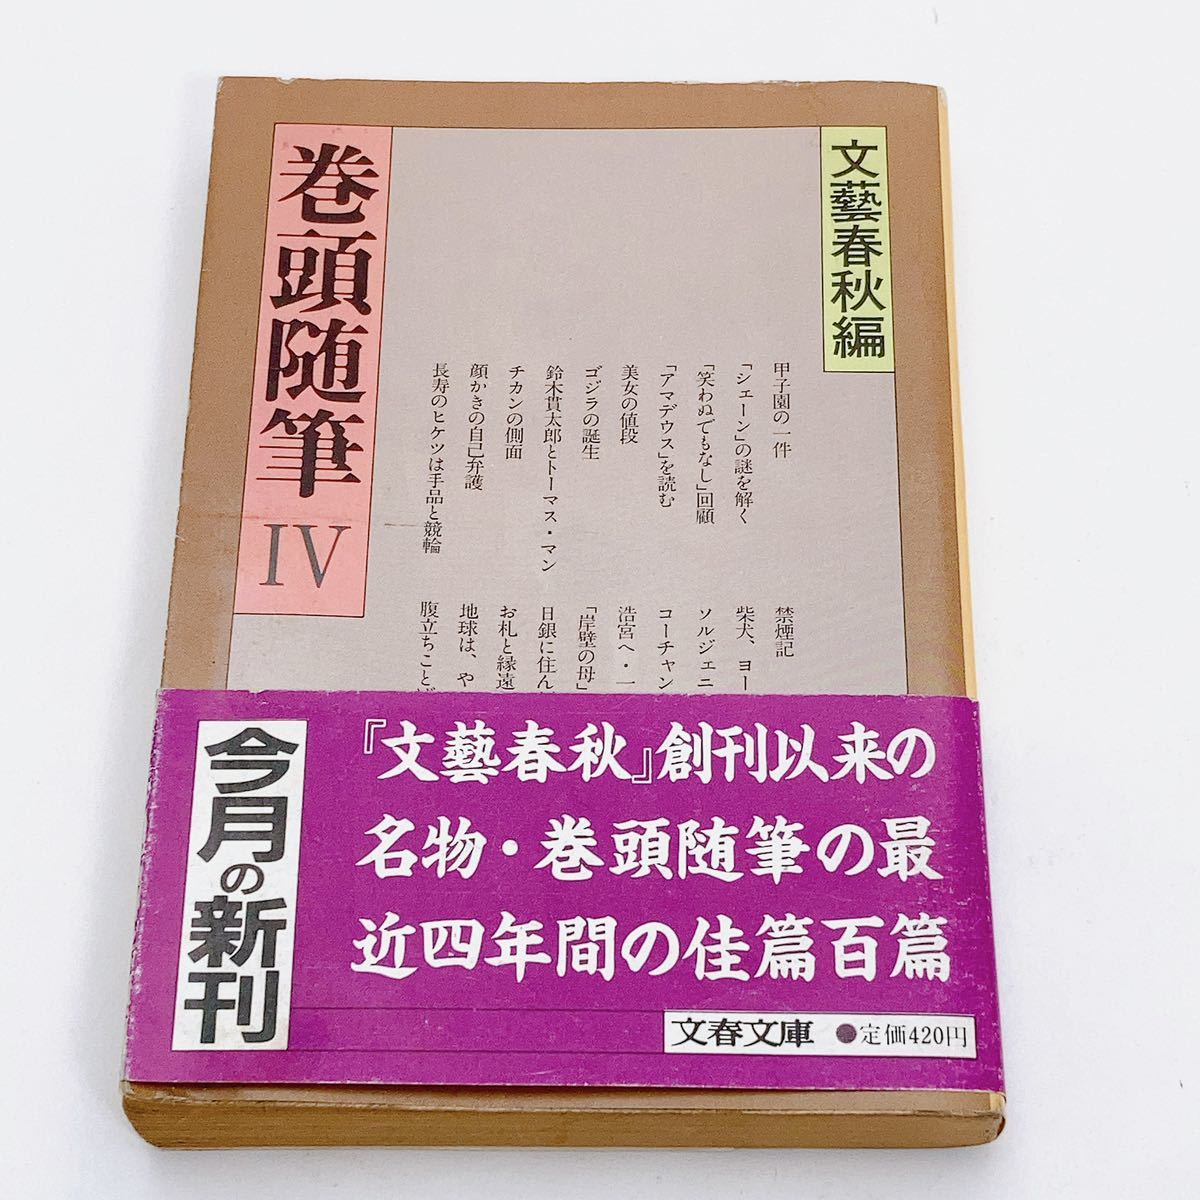 文藝春秋編
甲子園の一件
「シェーン」の謎を解く
「笑わぬでもなし」回顧
「アマデウス」を読む
美女の値段
ゴジラの誕生
鈴木貫太郎とトーマス・マン
チカンの側面
顔かきの自己弁護
長寿のヒケツは手品と競輪
禁煙記
柴犬、ヨー
ソルジェニ
コーチャン
浩宮へ・一
「岸壁の母」
日銀に住ん
お札と縁遠
地球は、や
腹立ちこと
巻頭随筆 IV
『文藝春秋』創刊以来の
名物・巻頭随筆の最
近四年間の佳篇百篇
今月の新刊
文春文庫 ●定価420円